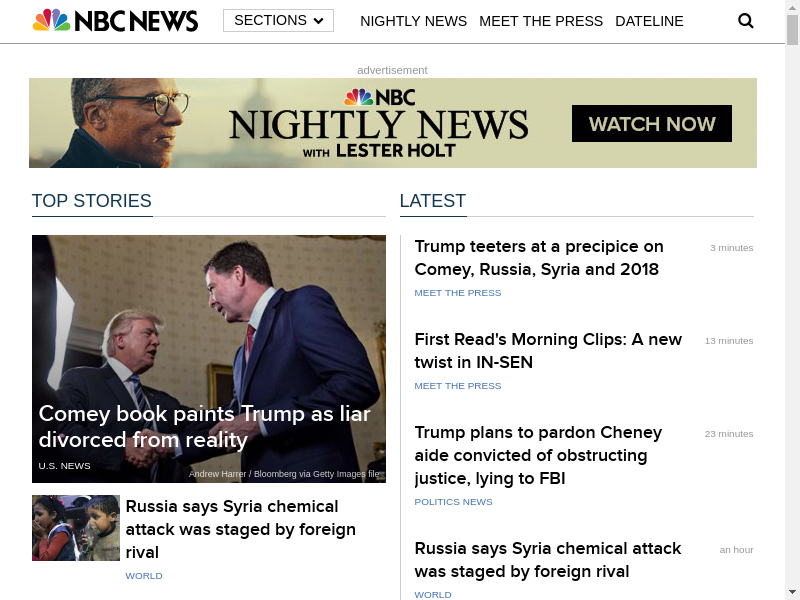 NBC NEWS
SECTIONS
NIGHTLY NEWS MEET THE PRESS DATELINE
advertisement
NBC
NIGHTLY NEWS
WITH LESTER HOLT
WATCH NOW
TOP STORIES
Comey book paints Trump as liar
divorced from reality
U.S. NEWS
Andrew Harrer / Bloomberg via Getty Images file
Russia says Syria chemical
attack was staged by foreign
rival
WORLD
LATEST
Trump teeters at a precipice on
Comey, Russia, Syria and 2018
3 minutes
MEET THE PRESS
First Read's Morning Clips: A new
twist in IN-SEN
13 minutes
MEET THE PRESS
Trump plans to pardon Cheney
aide convicted of obstructing
justice, lying to FBI
23 minutes
POLITICS NEWS
Russia says Syria chemical attack
was staged by foreign rival
an hour
WORLD